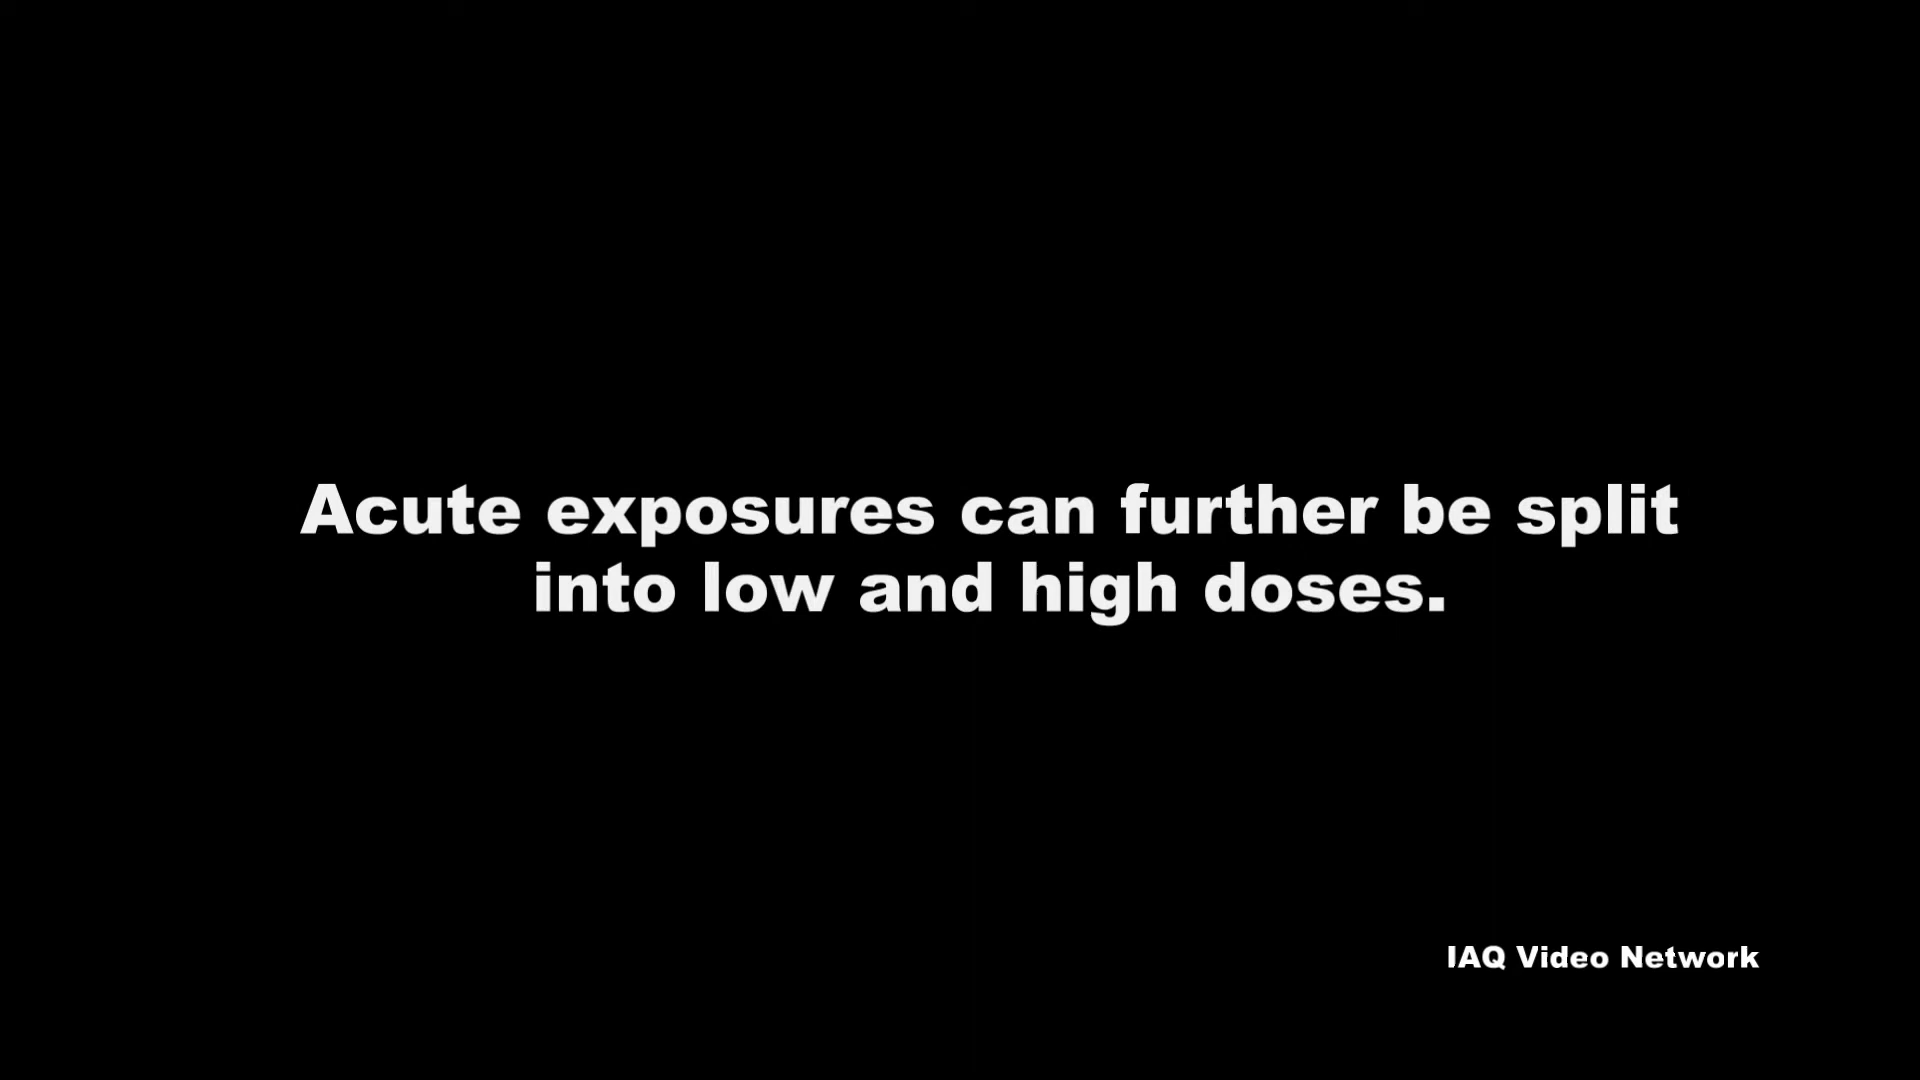 Acute exposures can further be split
into low and high doses.
IAQ Video Network